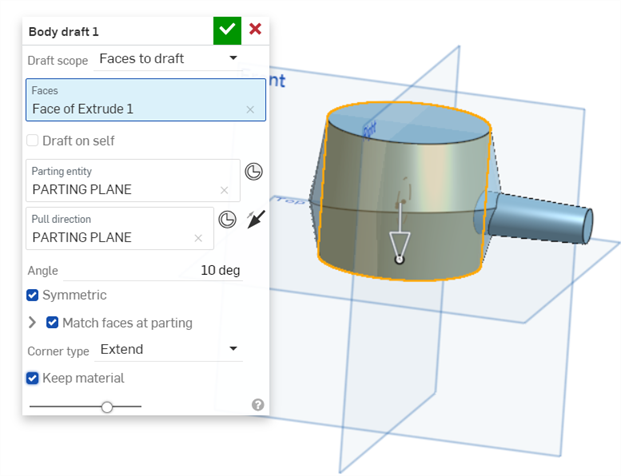 Body draft 1
Draft scope Faces to draft
Faces
Face of Extrude 1
Draft on self
Parting entity
PARTING PLANE
Pull direction
PARTING PLANE
Angle 10 deg
Symmetric
Match faces at parting
Corner type Extend
Keep material
nt
Top